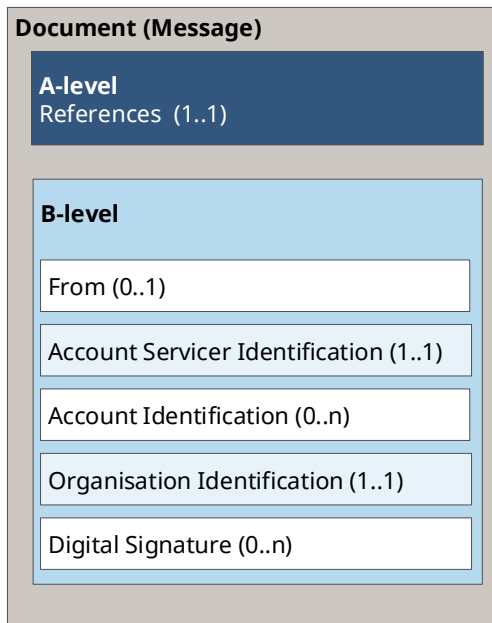 Document (Message)
A-level
References (1..1)
B-level
From (0..1)
Account Servicer Identification (1..1)
Account Identification (0..n)
Organisation Identification (1..1)
Digital Signature (0..n)